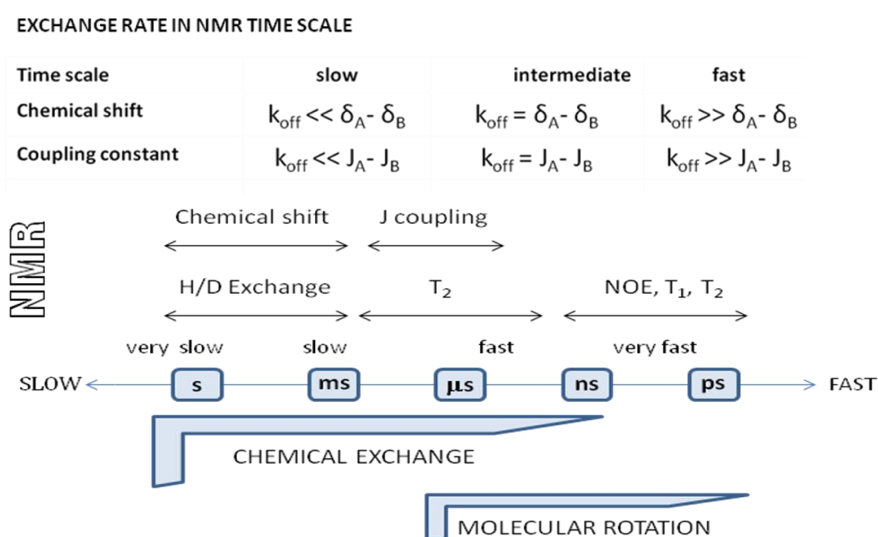 EXCHANGE RATE IN NMR TIME SCALE
Time scale slow intermediate fast
Chemical shift k_off << δ_A- δ_B k_off = δ_A- δ_B k_off >> δ_A- δ_B
Coupling constant k_off << J_A- J_B k_off = J_A- J_B k_off >> J_A- J_B
NMR
Chemical shift J coupling
H/D Exchange T₂ NOE, T₁, T₂
very slow slow fast very fast
SLOW s ms μs ns ps FAST
CHEMICAL EXCHANGE
MOLECULAR ROTATION